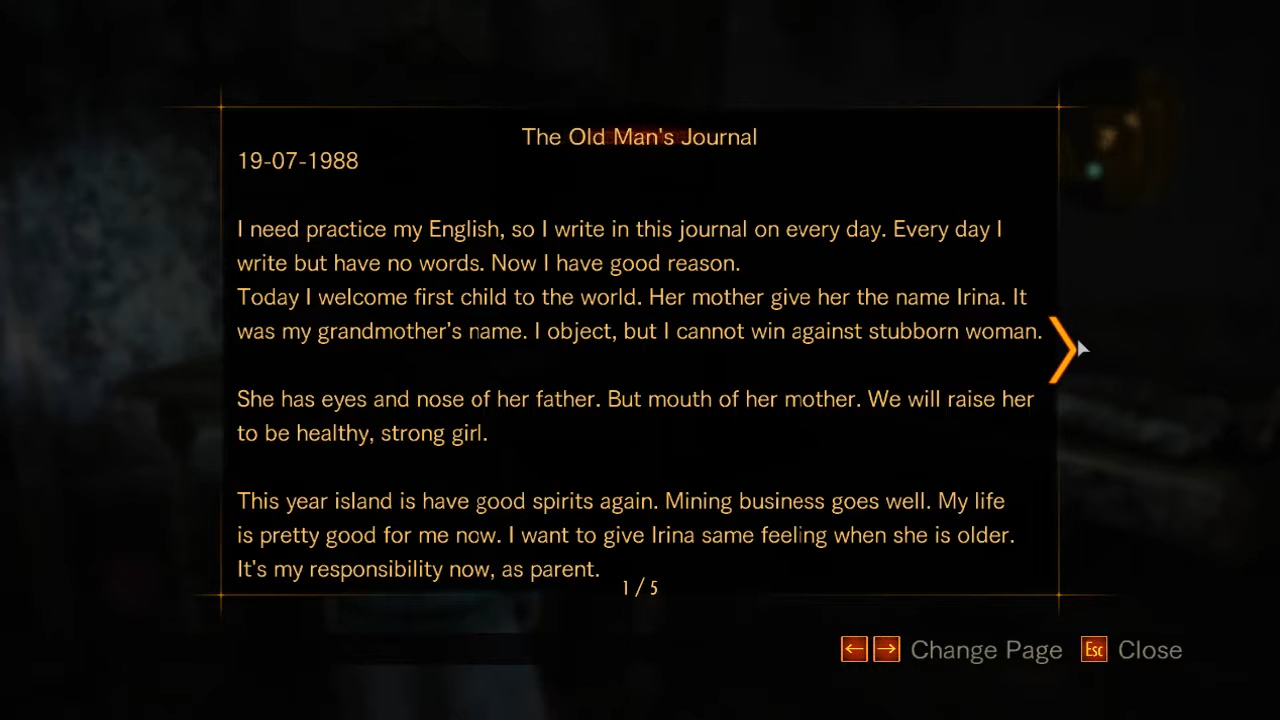 The Old Man's Journal
19-07-1988
I need practice my English, so I write in this journal on every day. Every day I
write but have no words. Now I have good reason.
Today I welcome first child to the world. Her mother give her the name Irina. It
was my grandmother's name. I object, but I cannot win against stubborn woman.
She has eyes and nose of her father. But mouth of her mother. We will raise her
to be healthy, strong girl.
This year island is have good spirits again. Mining business goes well. My life
is pretty good for me now. I want to give Irina same feeling when she is older.
It's my responsibility now, as parent.
1/5
← → Change Page Esc Close